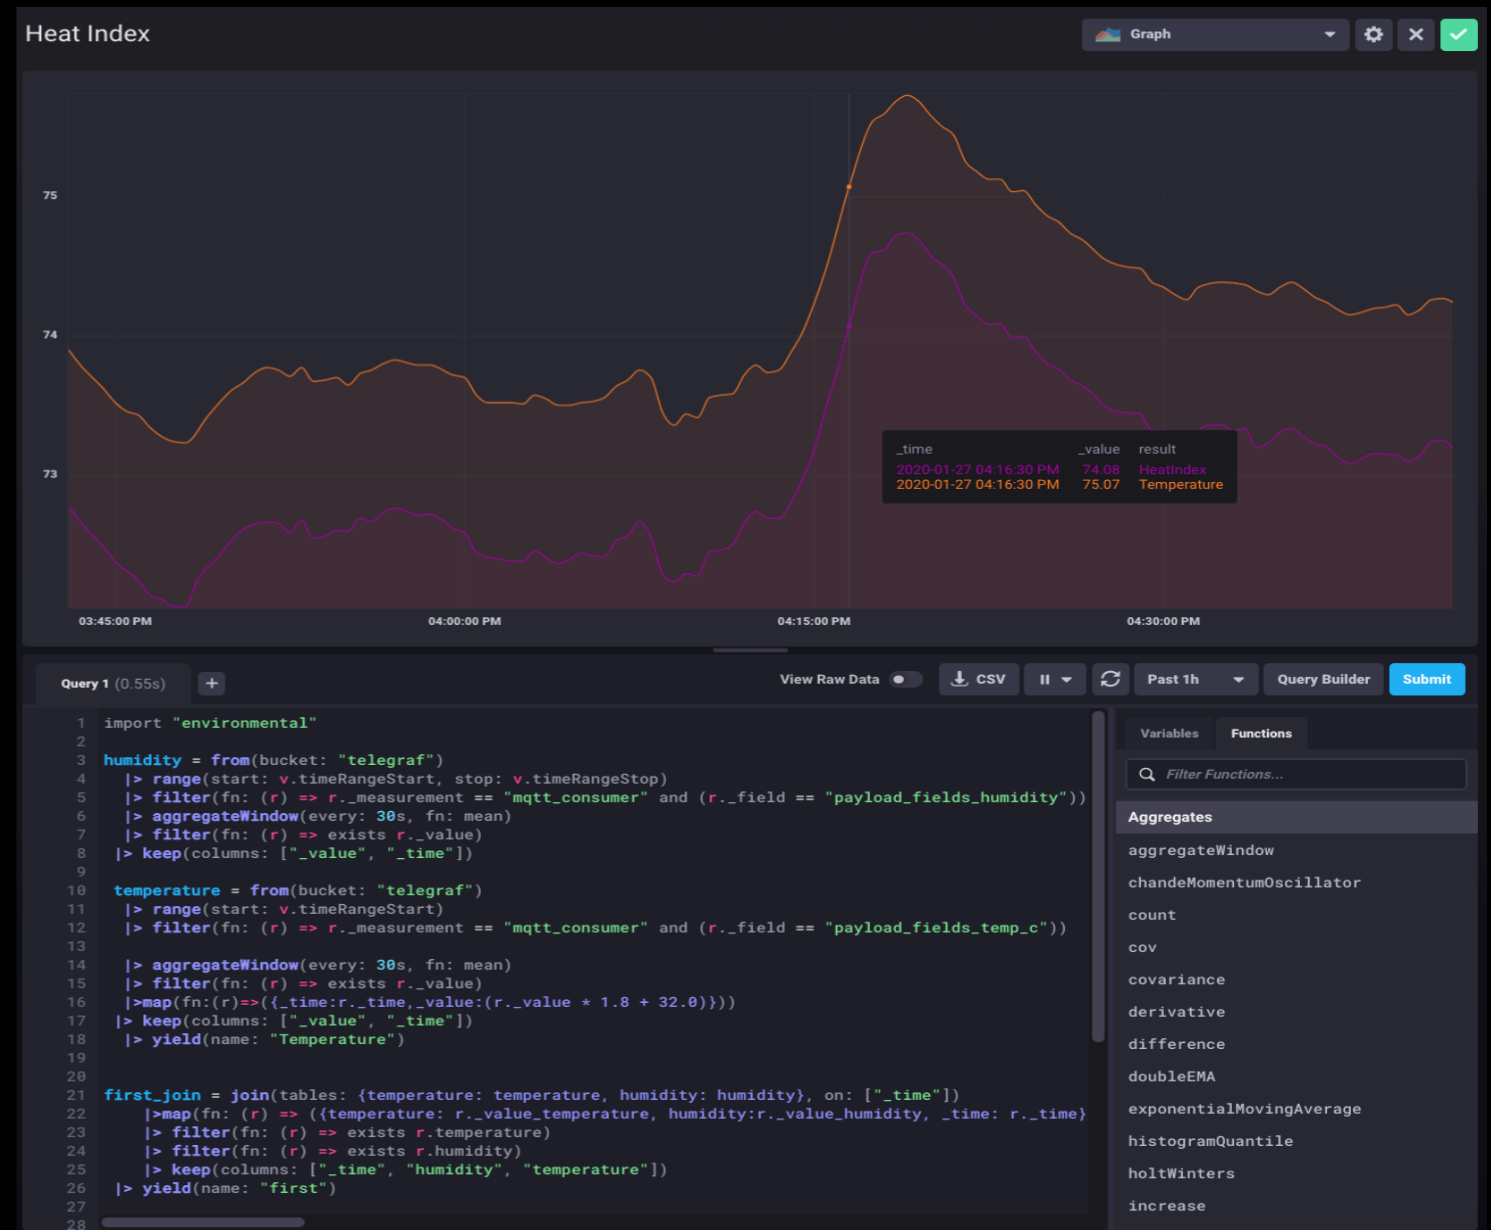 Heat Index
Graph
75
74
73
_time _value result
2020-01-27 04:16:30 PM 74.08 HeatIndex
2020-01-27 04:16:30 PM 75.07 Temperature
03:45:00 PM 04:00:00 PM 04:15:00 PM 04:30:00 PM
Query 1 (0.55s)
View Raw Data
CSV
Past 1h
Query Builder
Submit
1 import "environmental"
2
3 humidity = from(bucket: "telegraf")
4 |> range(start: v.timeRangeStart, stop: v.timeRangeStop)
5 |> filter(fn: (r) => r._measurement == "mqtt_consumer" and (r._field == "payload_fields_humidity"))
6 |> aggregateWindow(every: 30s, fn: mean)
7 |> filter(fn: (r) => exists r._value)
8 |> keep(columns: ["_value", "_time"])
9
10 temperature = from(bucket: "telegraf")
11 |> range(start: v.timeRangeStart)
12 |> filter(fn: (r) => r._measurement == "mqtt_consumer" and (r._field == "payload_fields_temp_c"))
13
14 |> aggregateWindow(every: 30s, fn: mean)
15 |> filter(fn: (r) => exists r._value)
16 |>map(fn:(r)=>({_time:r._time,_value:(r._value * 1.8 + 32.0)}))
17 |> keep(columns: ["_value", "_time"])
18 |> yield(name: "Temperature")
19
20
21 first_join = join(tables: {temperature: temperature, humidity: humidity}, on: ["_time"])
22 |>map(fn: (r) => ({temperature: r._value_temperature, humidity:r._value_humidity, _time: r._time}
23 |> filter(fn: (r) => exists r.temperature)
24 |> filter(fn: (r) => exists r.humidity)
25 |> keep(columns: ["_time", "humidity", "temperature"])
26 |> yield(name: "first")
27
28
Variables Functions
Filter Functions...
Aggregates
aggregateWindow
chandeMomentumOscillator
count
cov
covariance
derivative
difference
doubleEMA
exponentialMovingAverage
histogramQuantile
holtWinters
increase